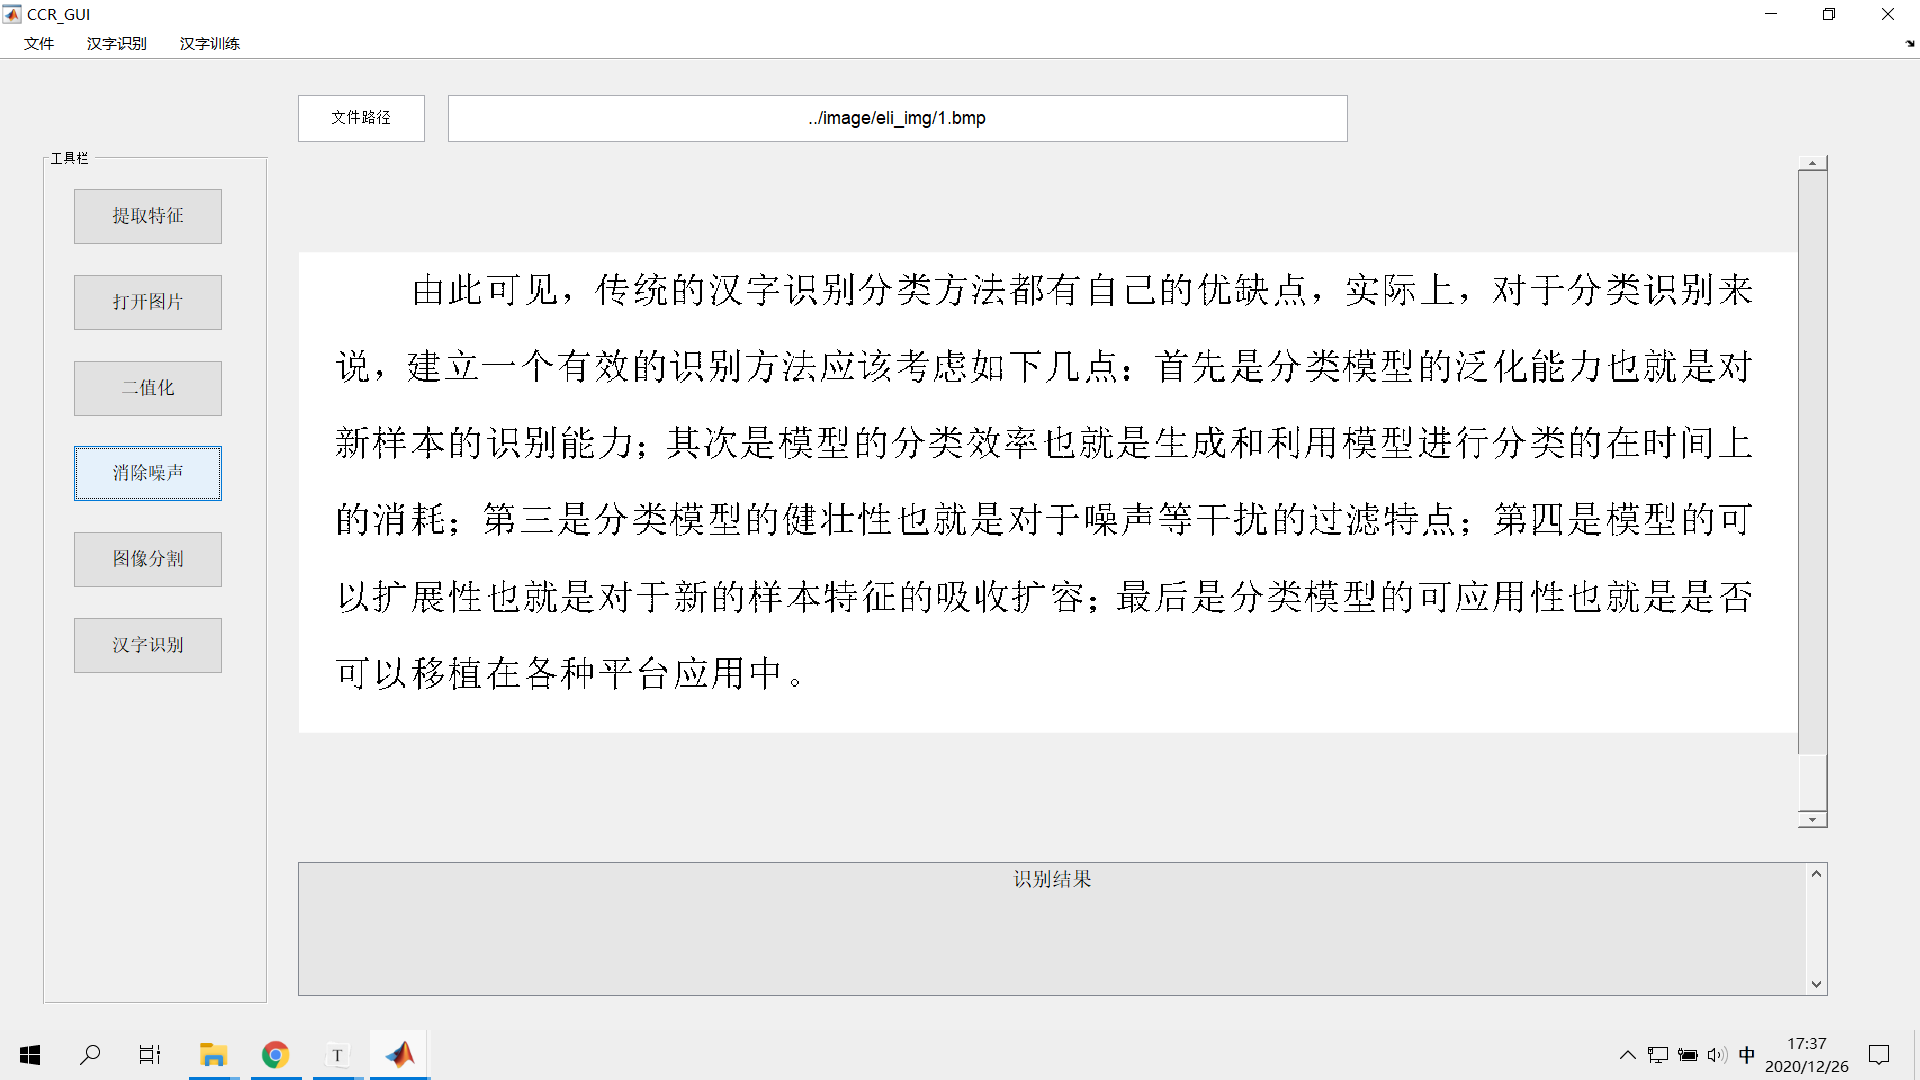 CCR_GUI
文件 汉字识别 汉字训练
文件路径 ../image/eli_img/1.bmp
工具栏
提取特征
打开图片
二值化
消除噪声
图像分割
汉字识别
由此可见，传统的汉字识别分类方法都有自己的优缺点，实际上，对于分类识别来
说，建立一个有效的识别方法应该考虑如下几点：首先是分类模型的泛化能力也就是对
新样本的识别能力；其次是模型的分类效率也就是生成和利用模型进行分类的在时间上
的消耗；第三是分类模型的健壮性也就是对于噪声等干扰的过滤特点；第四是模型的可
以扩展性也就是对于新的样本特征的吸收扩容；最后是分类模型的可应用性也就是是否
可以移植在各种平台应用中。
识别结果
T
中
17:37
2020/12/26